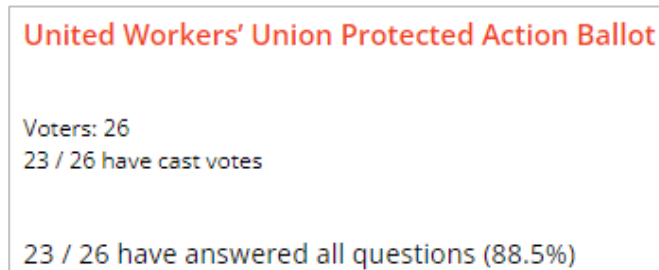 United Workers’ Union Protected Action Ballot
Voters: 26
23 / 26 have cast votes
23 / 26 have answered all questions (88.5%)